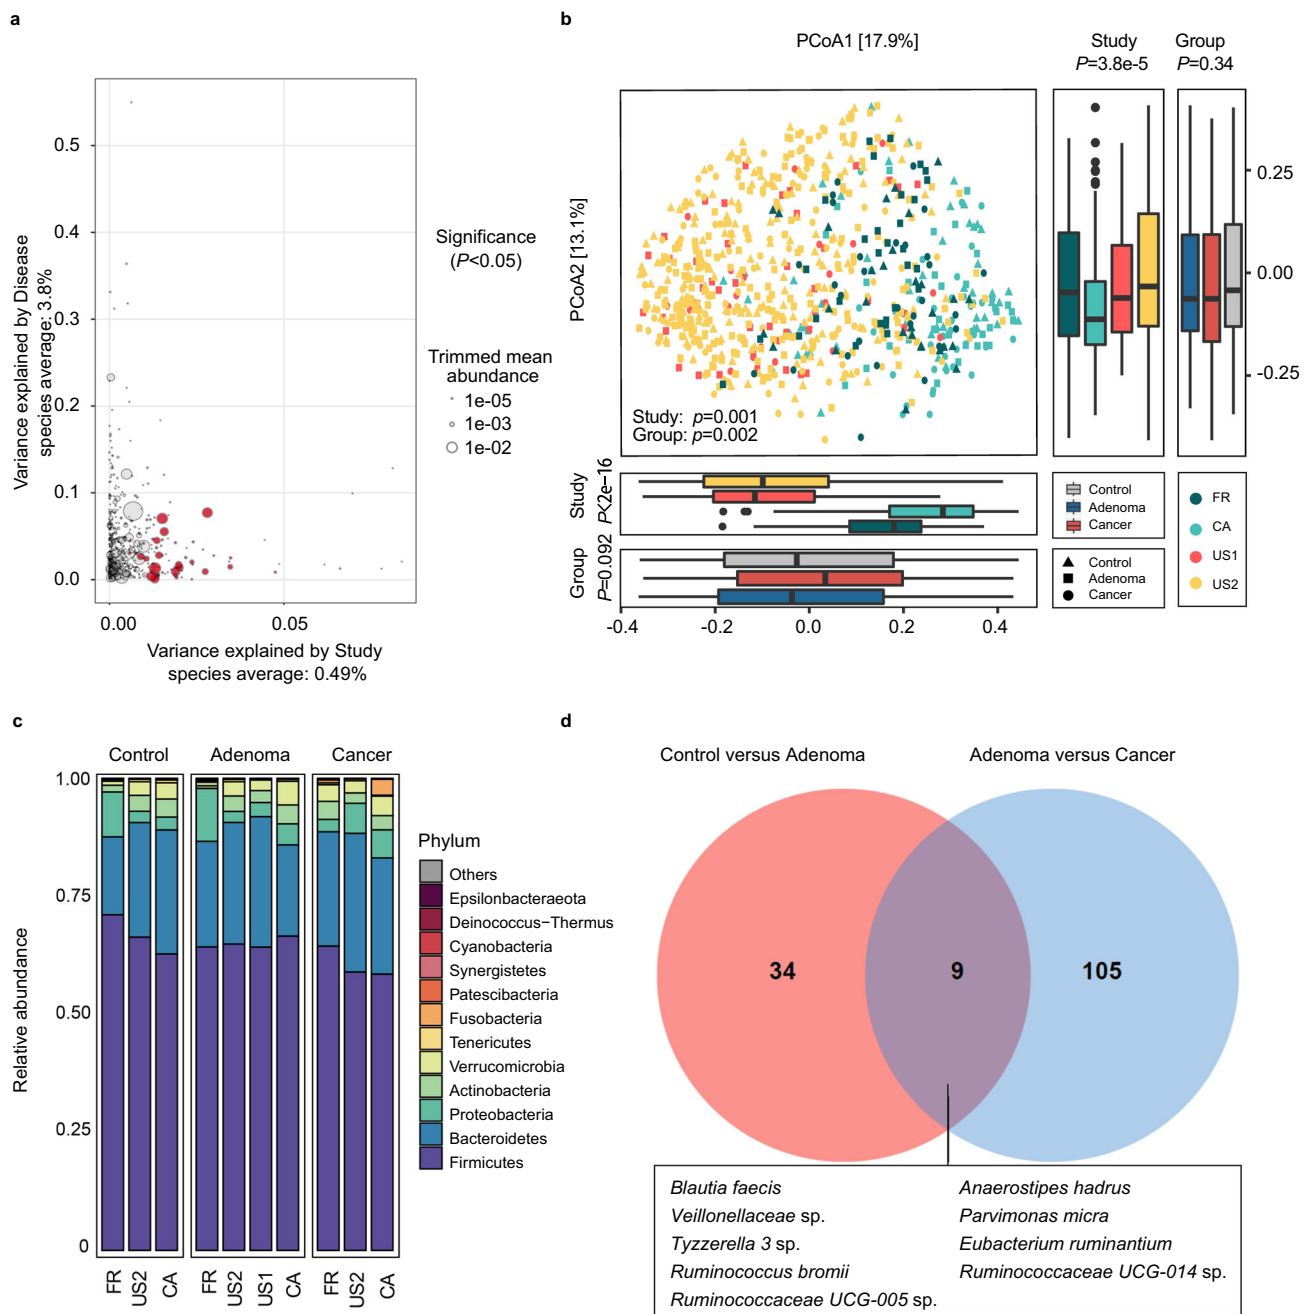 a
0.5
0.4
0.3
0.2
0.1
0.0
0.00
0.05
Variance explained by Disease
species average: 3.8%
Variance explained by Study
species average: 0.49%
Significance
(P<0.05)
Trimmed mean
abundance
1e-05
1e-03
1e-02
b
PCoA1 [17.9%]
PCoA2 [13.1%]
Study: p=0.001
Group: p=0.002
Study
P=3.8e-5
Group
P=0.34
0.25
0.00
-0.25
Study
P<2e−16
Group
P=0.092
-0.4
-0.2
0.0
0.2
0.4
Control
Adenoma
Cancer
Control
Adenoma
Cancer
FR
CA
US1
US2
c
Control
Adenoma
Cancer
1.00
0.75
0.50
0.25
0
Relative abundance
FR
US2
CA
FR
US2
US1
CA
FR
US2
CA
Phylum
Others
Epsilonbacteraeota
Deinococcus−Thermus
Cyanobacteria
Synergistetes
Patescibacteria
Fusobacteria
Tenericutes
Verrucomicrobia
Actinobacteria
Proteobacteria
Bacteroidetes
Firmicutes
d
Control versus Adenoma
Adenoma versus Cancer
34
9
105
Blautia faecis
Veillonellaceae sp.
Tyzzerella 3 sp.
Ruminococcus bromii
Ruminococcaceae UCG-005 sp.
Anaerostipes hadrus
Parvimonas micra
Eubacterium ruminantium
Ruminococcaceae UCG-014 sp.